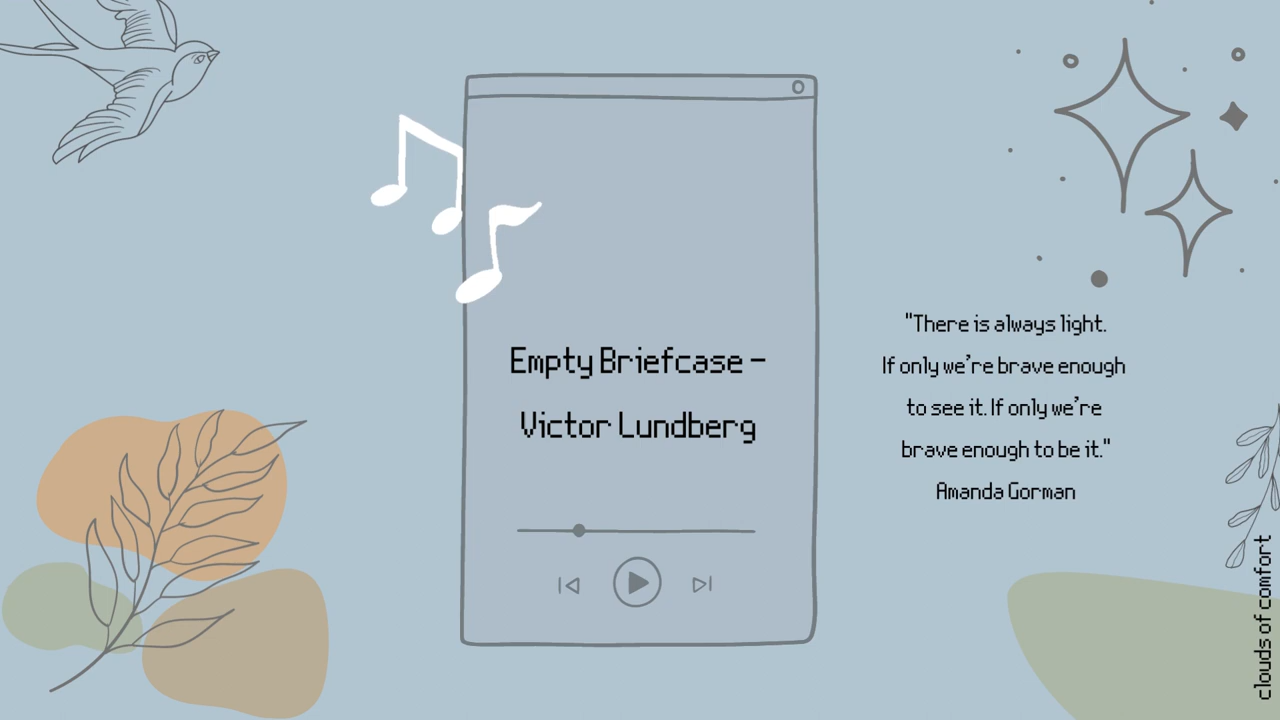 Empty Briefcase -
Victor Lundberg
"There is always light.
If only we're brave enough
to see it. If only we're
brave enough to be it."
Amanda Gorman
clouds of comfort